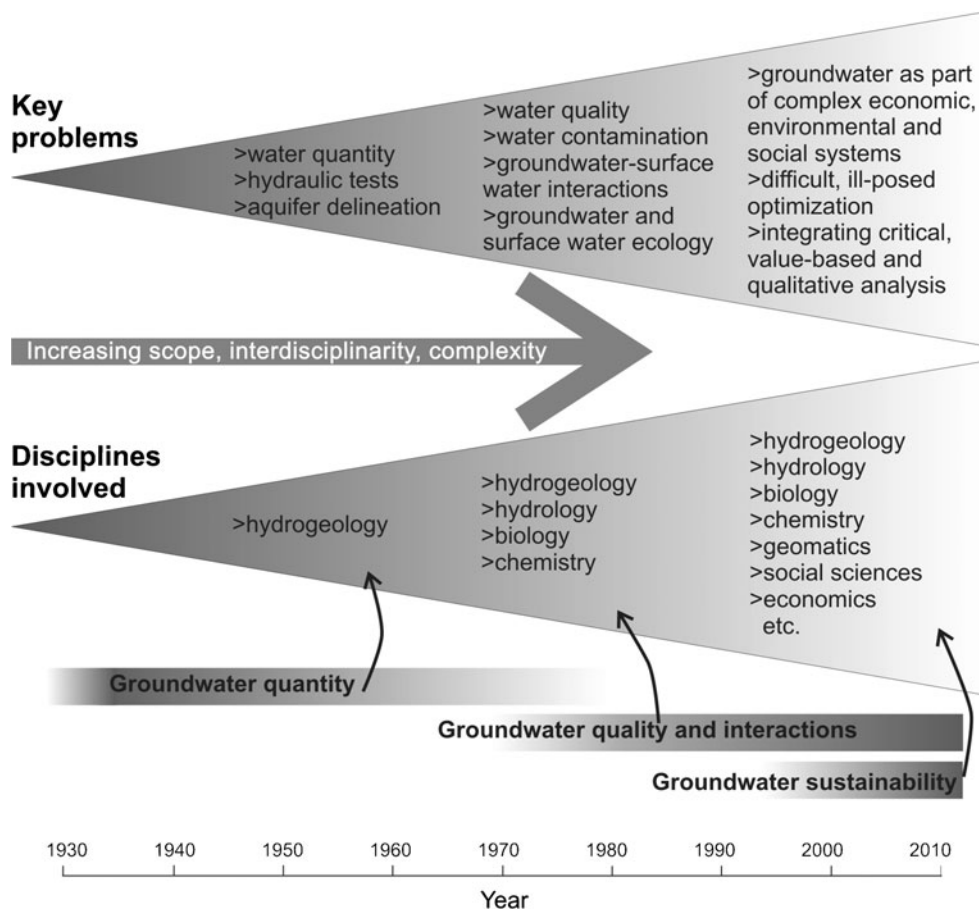 Key
problems
>water quantity
>hydraulic tests
>aquifer delineation
>water quality
>water contamination
>groundwater-surface
water interactions
>groundwater and
surface water ecology
>groundwater as part
of complex economic,
environmental and
social systems
>difficult, ill-posed
optimization
>integrating critical,
value-based and
qualitative analysis
Increasing scope, interdisciplinarity, complexity
Disciplines
involved
>hydrogeology
>hydrogeology
>hydrology
>biology
>chemistry
>hydrogeology
>hydrology
>biology
>chemistry
>geomatics
>social sciences
>economics
etc.
Groundwater quantity
Groundwater quality and interactions
Groundwater sustainability
1930 1940 1950 1960 1970 1980 1990 2000 2010
Year